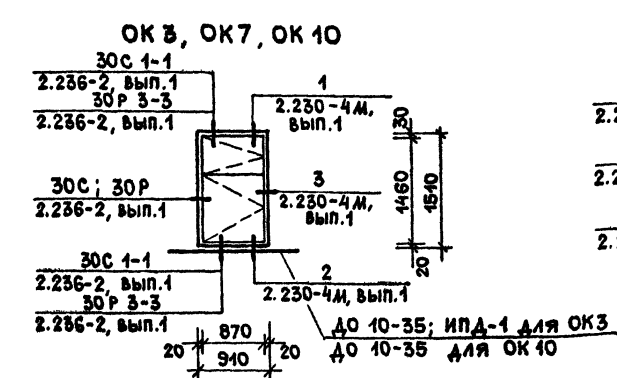 ОК 3, ОК 7, ОК 10
30С 1-1
2.236-2, вып.1
30Р 3-3
2.236-2, вып.1
1
2.230-4м,
вып.1
30С; 30Р
2.236-2, вып.1
3
2.230-4м,
вып.1
30
1460
1510
20
30С 1-1
2.236-2, вып.1
30Р 3-3
2.236-2, вып.1
2
2.230-4м, вып.1
ДО 10-35; ИПД-1 для ОК3
ДО 10-35 для ОК 10
20
870
20
910